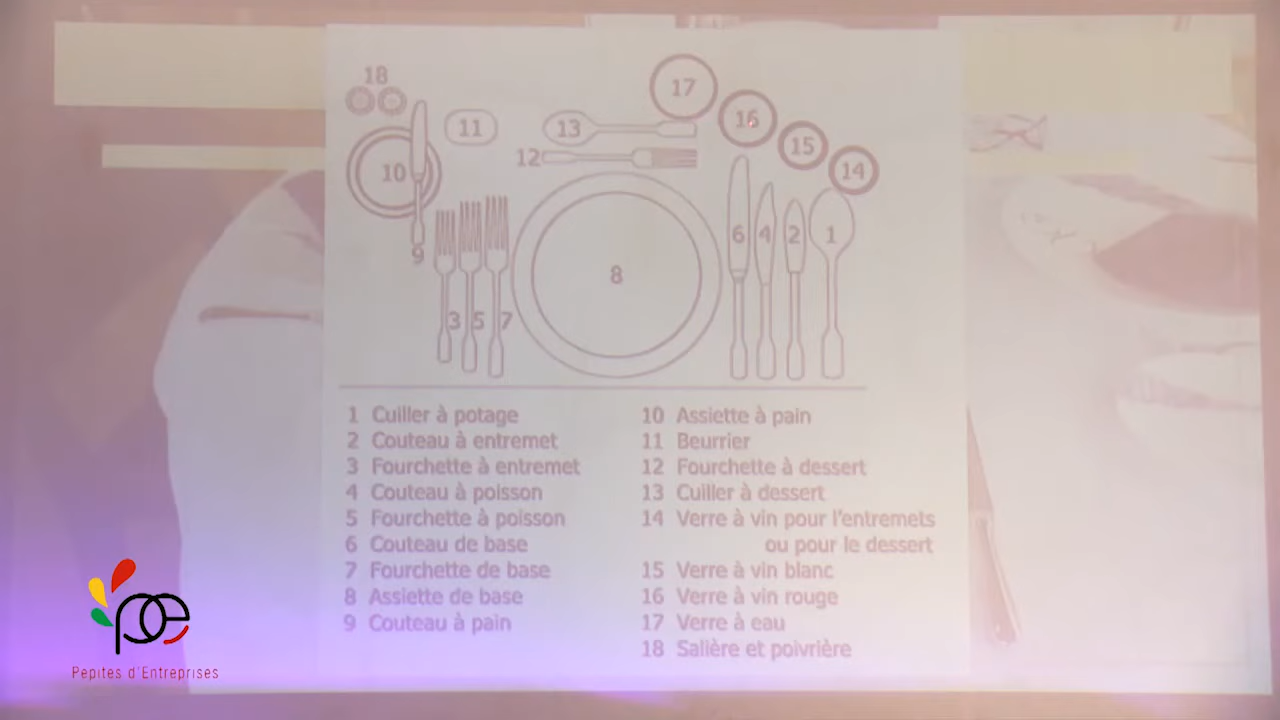 18
17
16
15
14
13
12
11
10
9
8
6 4 2 1
3 5 7
1 Cuiller à potage
2 Couteau à entremet
3 Fourchette à entremet
4 Couteau à poisson
5 Fourchette à poisson
6 Couteau de base
7 Fourchette de base
8 Assiette de base
9 Couteau à pain
10 Assiette à pain
11 Beurrier
12 Fourchette à dessert
13 Cuiller à dessert
14 Verre à vin pour l'entremets
ou pour le dessert
15 Verre à vin blanc
16 Verre à vin rouge
17 Verre à eau
18 Salière et poivrière
pe
Pepites d'Entreprises